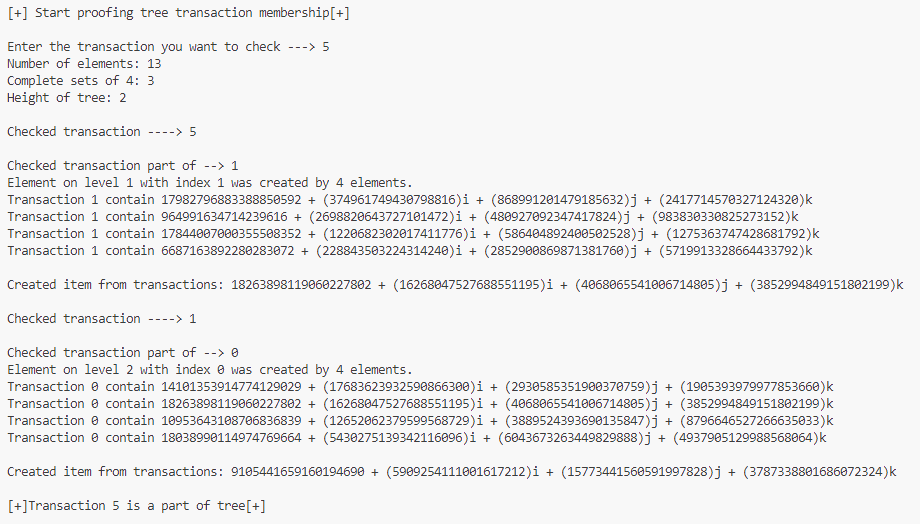 [+] Start proofing tree transaction membership[+]
Enter the transaction you want to check ---> 5
Number of elements: 13
Complete sets of 4: 3
Height of tree: 2
Checked transaction ----> 5
Checked transaction part of --> 1
Element on level 1 with index 1 was created by 4 elements.
Transaction 1 contain 17982796883388850592 + (374961749430798816)i + (868991201479185632)j + (2417714570327124320)k
Transaction 1 contain 964991634714239616 + (2698820643727101472)i + (480927092347417824)j + (983830330825273152)k
Transaction 1 contain 17844007000355508352 + (1220682302017411776)i + (586404892400502528)j + (1275363747428681792)k
Transaction 1 contain 6687163892280283072 + (228843503224314240)i + (2852900869871381760)j + (5719913328664433792)k
Created item from transactions: 18263898119060227802 + (16268047527688551195)i + (4068065541006714805)j + (3852994849151802199)k
Checked transaction ----> 1
Checked transaction part of --> 0
Element on level 2 with index 0 was created by 4 elements.
Transaction 0 contain 14101353914774129029 + (17683623932590866300)i + (2930585351900370759)j + (1905393979977853660)k
Transaction 0 contain 18263898119060227802 + (16268047527688551195)i + (4068065541006714805)j + (3852994849151802199)k
Transaction 0 contain 10953643108706836839 + (12652062379599568729)i + (3889524393690135847)j + (8796646527266635033)k
Transaction 0 contain 18038990114974769664 + (5430275139342116096)i + (6043673263449829888)j + (4937905129988568064)k
Created item from transactions: 9105441659160194690 + (5909254111001617212)i + (15773441560591997828)j + (3787338801686072324)k
[+]Transaction 5 is a part of tree[+]